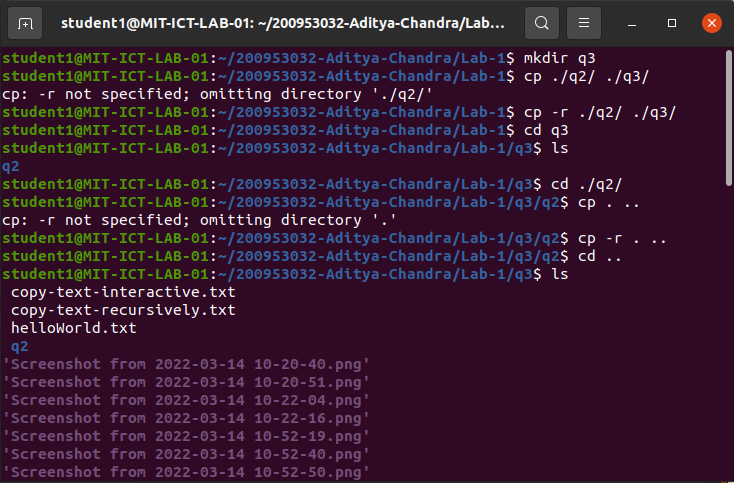 student1@MIT-ICT-LAB-01: ~/200953032-Aditya-Chandra/Lab...
student1@MIT-ICT-LAB-01:~/200953032-Aditya-Chandra/Lab-1$ mkdir q3
student1@MIT-ICT-LAB-01:~/200953032-Aditya-Chandra/Lab-1$ cp ./q2/ ./q3/
cp: -r not specified; omitting directory './q2/'
student1@MIT-ICT-LAB-01:~/200953032-Aditya-Chandra/Lab-1$ cp -r ./q2/ ./q3/
student1@MIT-ICT-LAB-01:~/200953032-Aditya-Chandra/Lab-1$ cd q3
student1@MIT-ICT-LAB-01:~/200953032-Aditya-Chandra/Lab-1/q3$ ls
q2
student1@MIT-ICT-LAB-01:~/200953032-Aditya-Chandra/Lab-1/q3$ cd ./q2/
student1@MIT-ICT-LAB-01:~/200953032-Aditya-Chandra/Lab-1/q3/q2$ cp . ..
cp: -r not specified; omitting directory '.'
student1@MIT-ICT-LAB-01:~/200953032-Aditya-Chandra/Lab-1/q3/q2$ cp -r . ..
student1@MIT-ICT-LAB-01:~/200953032-Aditya-Chandra/Lab-1/q3/q2$ cd ..
student1@MIT-ICT-LAB-01:~/200953032-Aditya-Chandra/Lab-1/q3$ ls
copy-text-interactive.txt
copy-text-recursively.txt
helloWorld.txt
q2
'Screenshot from 2022-03-14 10-20-40.png'
'Screenshot from 2022-03-14 10-20-51.png'
'Screenshot from 2022-03-14 10-22-04.png'
'Screenshot from 2022-03-14 10-22-16.png'
'Screenshot from 2022-03-14 10-52-19.png'
'Screenshot from 2022-03-14 10-52-40.png'
'Screenshot from 2022-03-14 10-52-50.png'